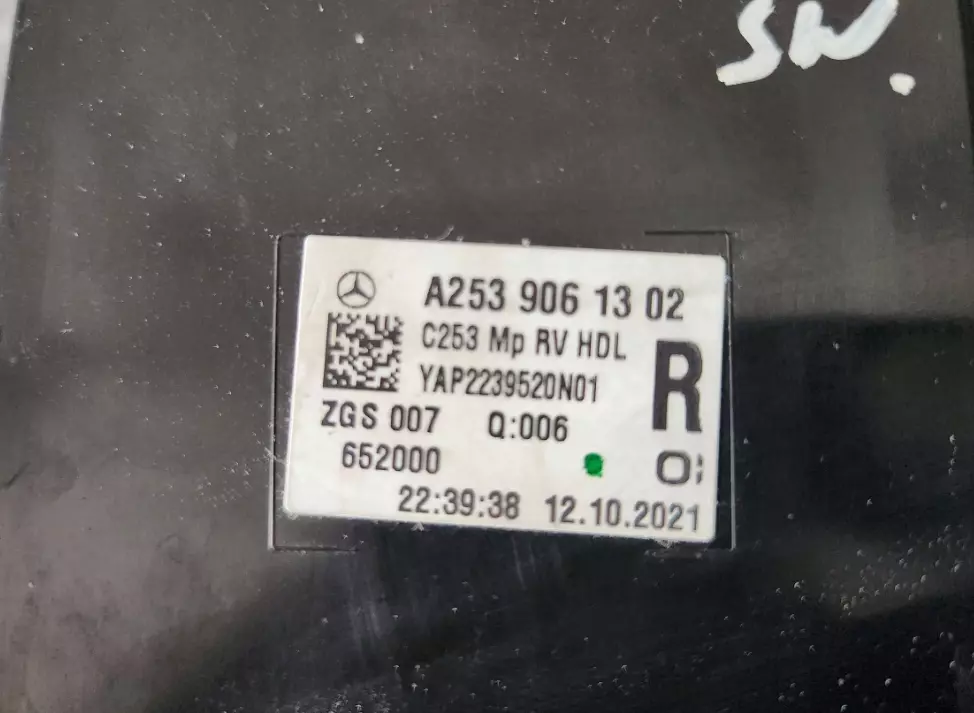 SW.
A253 906 13 02
C253 Mp RV HDL
YAP2239520N01
R
ZGS 007 Q:006
652000
22:39:38 12.10.2021